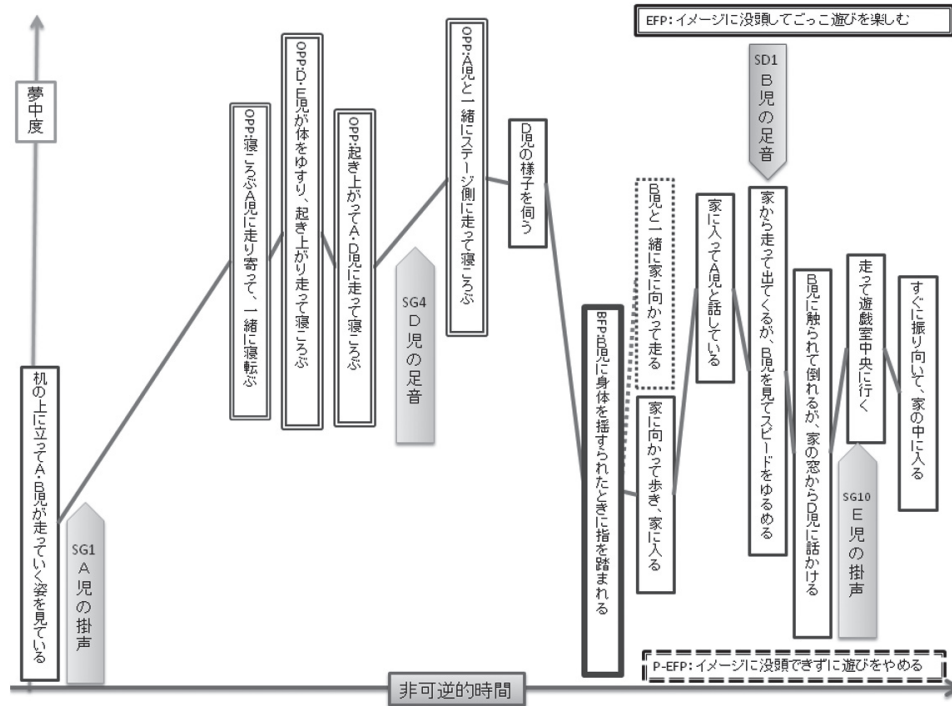 EFP：イメージに没頭してごっこ遊びを楽しむ
夢中度
机の上に立ってA・B児が走っていく姿を見ている
SG1
A児の掛声
OPP：寝ころぶA児に走り寄って、一緒に寝転ぶ
OPP：D・E児が体をゆすり、起き上がり走って寝ころぶ
OPP：起き上がってA・D児に走って寝ころぶ
SG4
D児の足音
OPP：A児と一緒にステージ側に走って寝ころぶ
D児の様子を伺う
BFP：B児に身体を揺すられたときに指を踏まれる
B児と一緒に家に向かって走る
家に向かって歩き、家に入る
家に入ってA児と話している
SD1
B児の足音
家から走って出てくるが、B児を見てスピードをゆるめる
B児に触られて倒れるが、家の窓からD児に話かける
走って遊戯室中央に行く
SG10
E児の掛声
すぐに振り向いて、家の中に入る
P-EFP：イメージに没頭できずに遊びをやめる
非可逆的時間